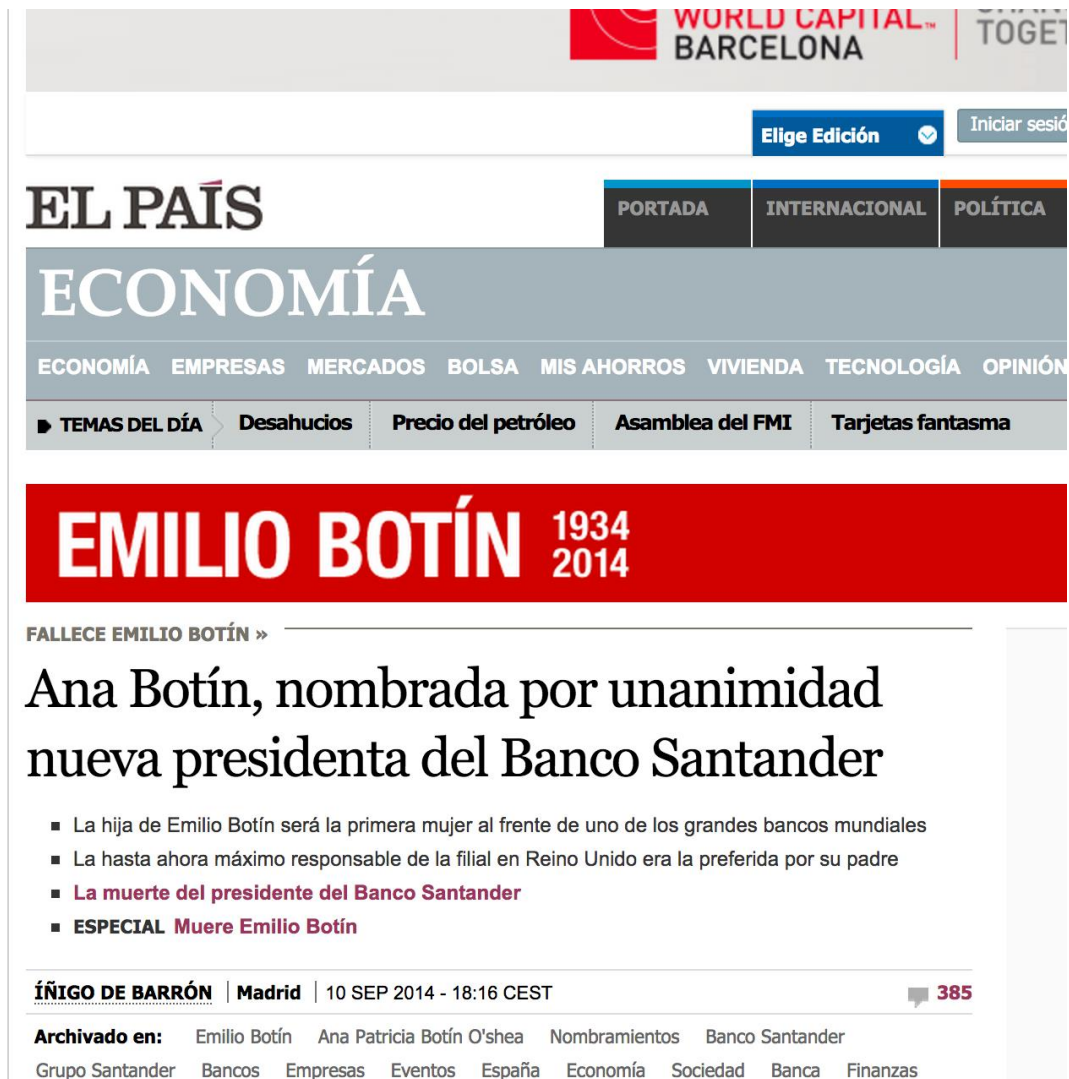 WORLD CAPITAL™
BARCELONA
Elige Edición
Iniciar
EL PAÍS
PORTADA INTERNACIONAL POLÍTICA
ECONOMÍA
ECONOMÍA EMPRESAS MERCADOS BOLSA MIS AHORROS VIVIENDA TECNOLOGÍA OPINIÓN
TEMAS DEL DÍA Desahucios Precio del petróleo Asamblea del FMI Tarjetas fantasma
EMILIO BOTÍN 1934
2014
FALLECE EMILIO BOTÍN »
Ana Botín, nombrada por unanimidad
nueva presidenta del Banco Santander
La hija de Emilio Botín será la primera mujer al frente de uno de los grandes bancos mundiales
La hasta ahora máximo responsable de la filial en Reino Unido era la preferida por su padre
La muerte del presidente del Banco Santander
ESPECIAL Muere Emilio Botín
ÍÑIGO DE BARRÓN | Madrid | 10 SEP 2014 - 18:16 CEST 385
Archivado en: Emilio Botín Ana Patricia Botín O'shea Nombramientos Banco Santander
Grupo Santander Bancos Empresas Eventos España Economía Sociedad Banca Finanzas